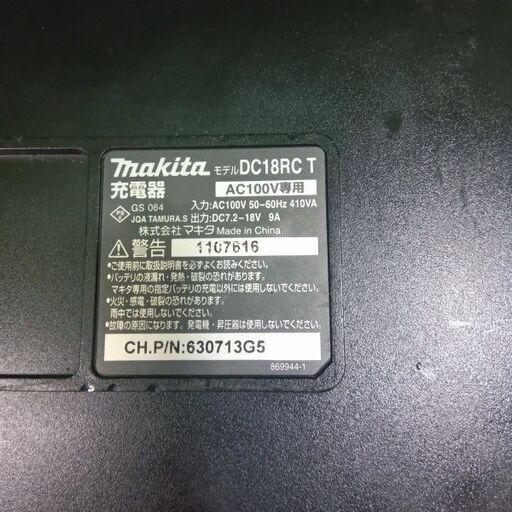 makita モデル DC18RC T
充電器 AC100V専用
PS E GS 064 入力:AC100V 50-60Hz 410VA
JQA TAMURA.S 出力:DC7.2-18V 9A
株式会社 マキタ Made in China
警告 1107616
•ご使用前に取扱説明書を必ずよくお読みください。
•バッテリの液漏れ・発熱・破裂の恐れがあります。
マキタ専用の指定バッテリの充電以外には使用しないでください。
•火災・感電・破裂の恐れがあります。
雨中では使用しないでください。
•故障の原因になります。発電機・昇圧器は使用しないでください。
CH.P/N:630713G5
869944-1